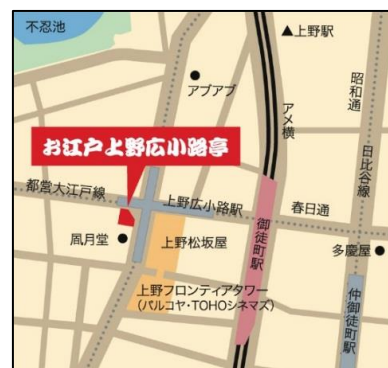 不忍池
▲上野駅
アブアブ
アメ横
昭和通
日比谷線
お江戸上野広小路亭
都営大江戸線
上野広小路駅
春日通
御徒町駅
風月堂
上野松坂屋
多慶屋
上野フロンティアタワー
(パルコヤ・TOHOシネマズ)
仲御徒町駅